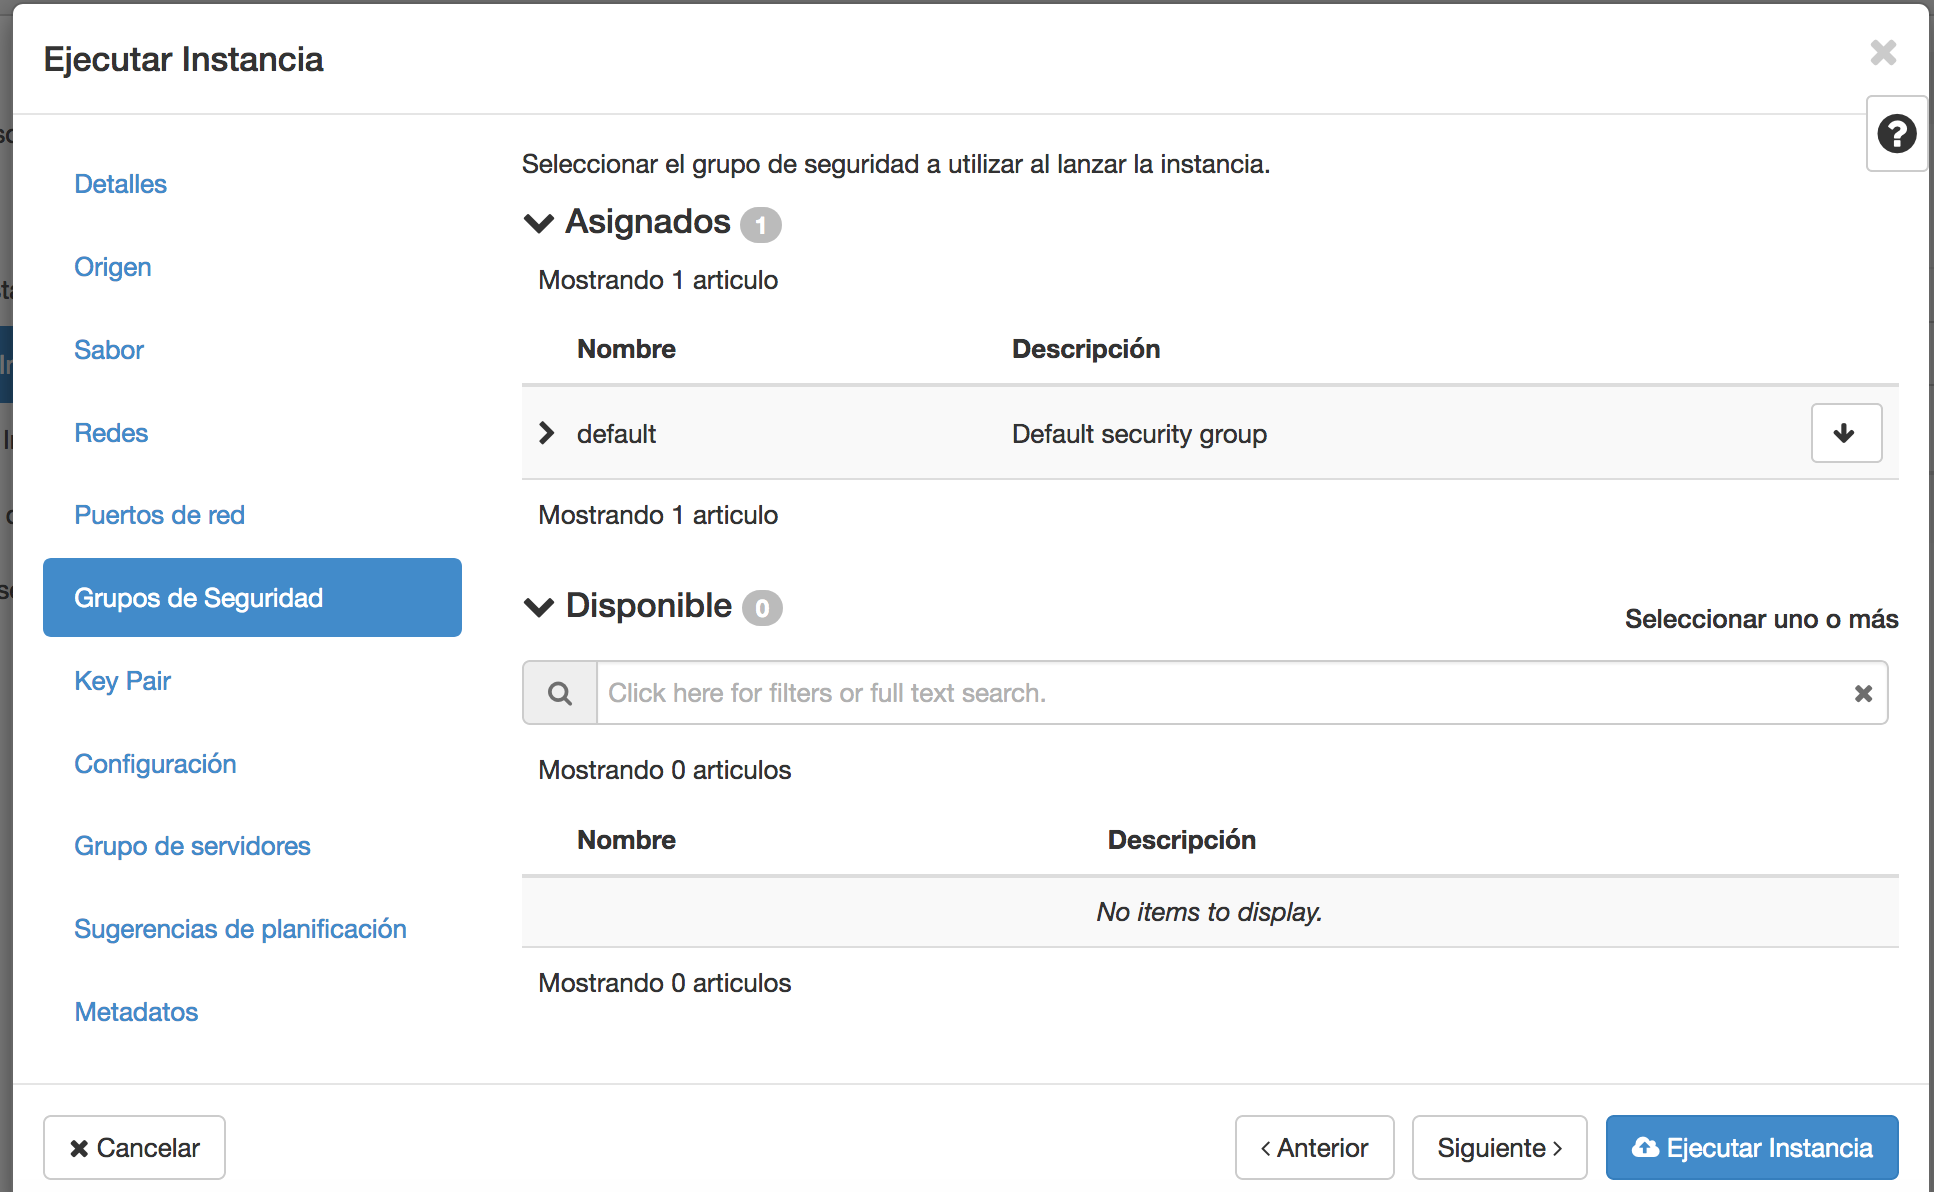 Ejecutar Instancia
Detalles
Origen
Sabor
Redes
Puertos de red
Grupos de Seguridad
Key Pair
Configuración
Grupo de servidores
Sugerencias de planificación
Metadatos
Seleccionar el grupo de seguridad a utilizar al lanzar la instancia.
Asignados 1
Mostrando 1 articulo
Nombre Descripción
default Default security group
Mostrando 1 articulo
Disponible 0
Seleccionar uno o más
Click here for filters or full text search.
Mostrando 0 articulos
Nombre Descripción
No items to display.
Mostrando 0 articulos
Cancelar
‹ Anterior
Siguiente ›
Ejecutar Instancia